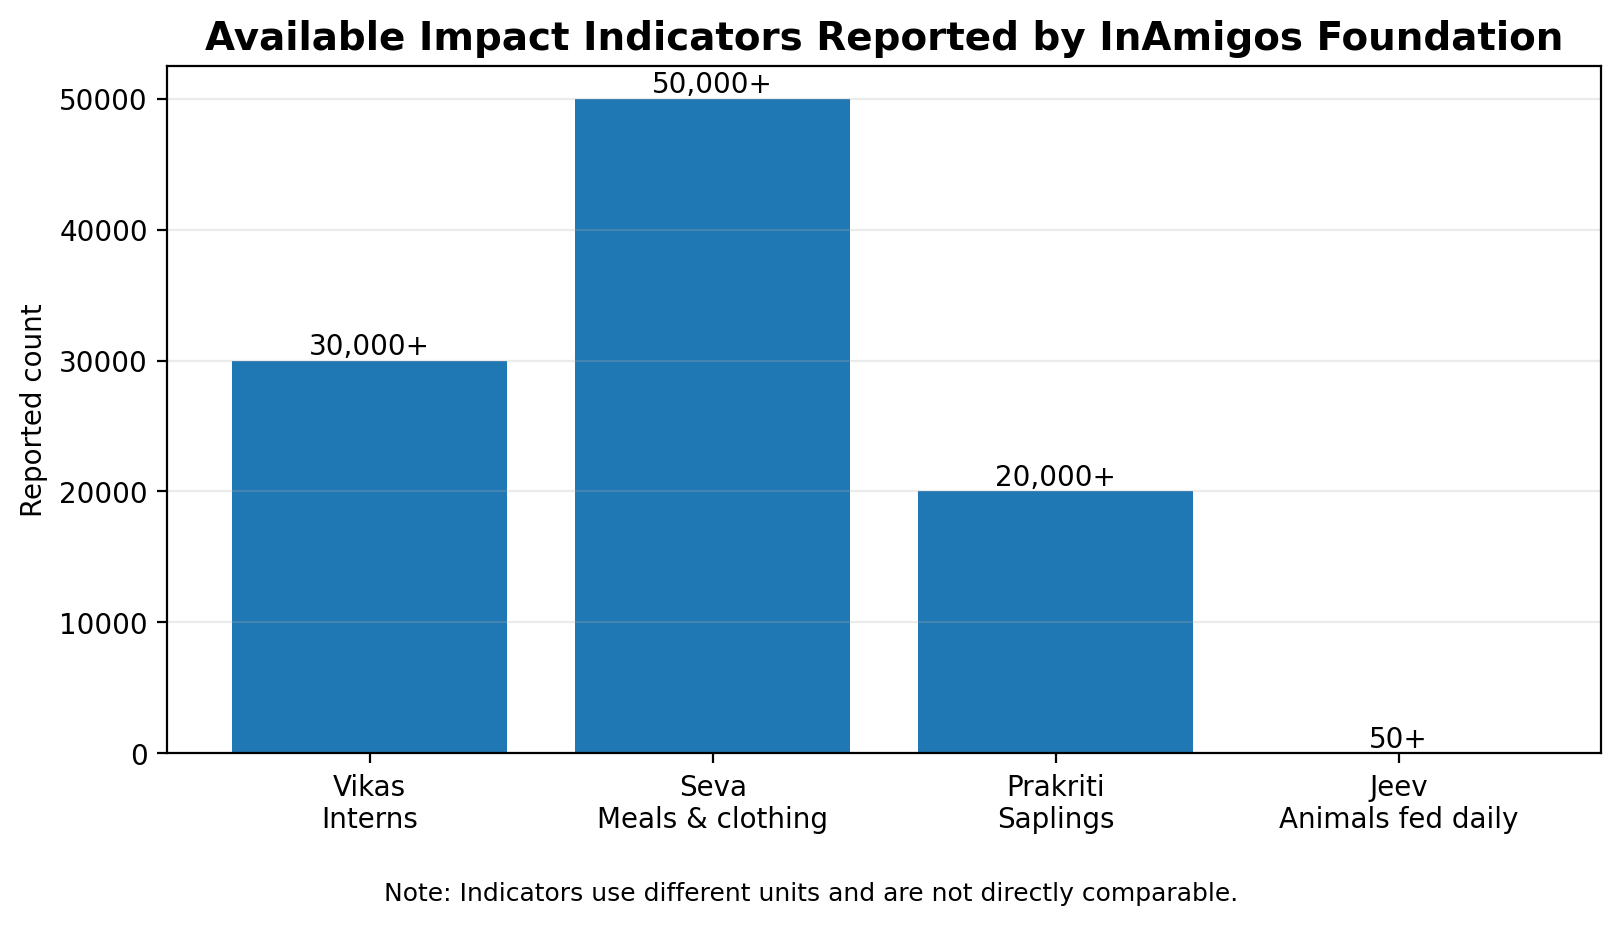 Available Impact Indicators Reported by InAmigos Foundation
Reported count
50000
40000
30000
20000
10000
0
30,000+
50,000+
20,000+
50+
Vikas
Interns
Seva
Meals & clothing
Prakriti
Saplings
Jeev
Animals fed daily
Note: Indicators use different units and are not directly comparable.